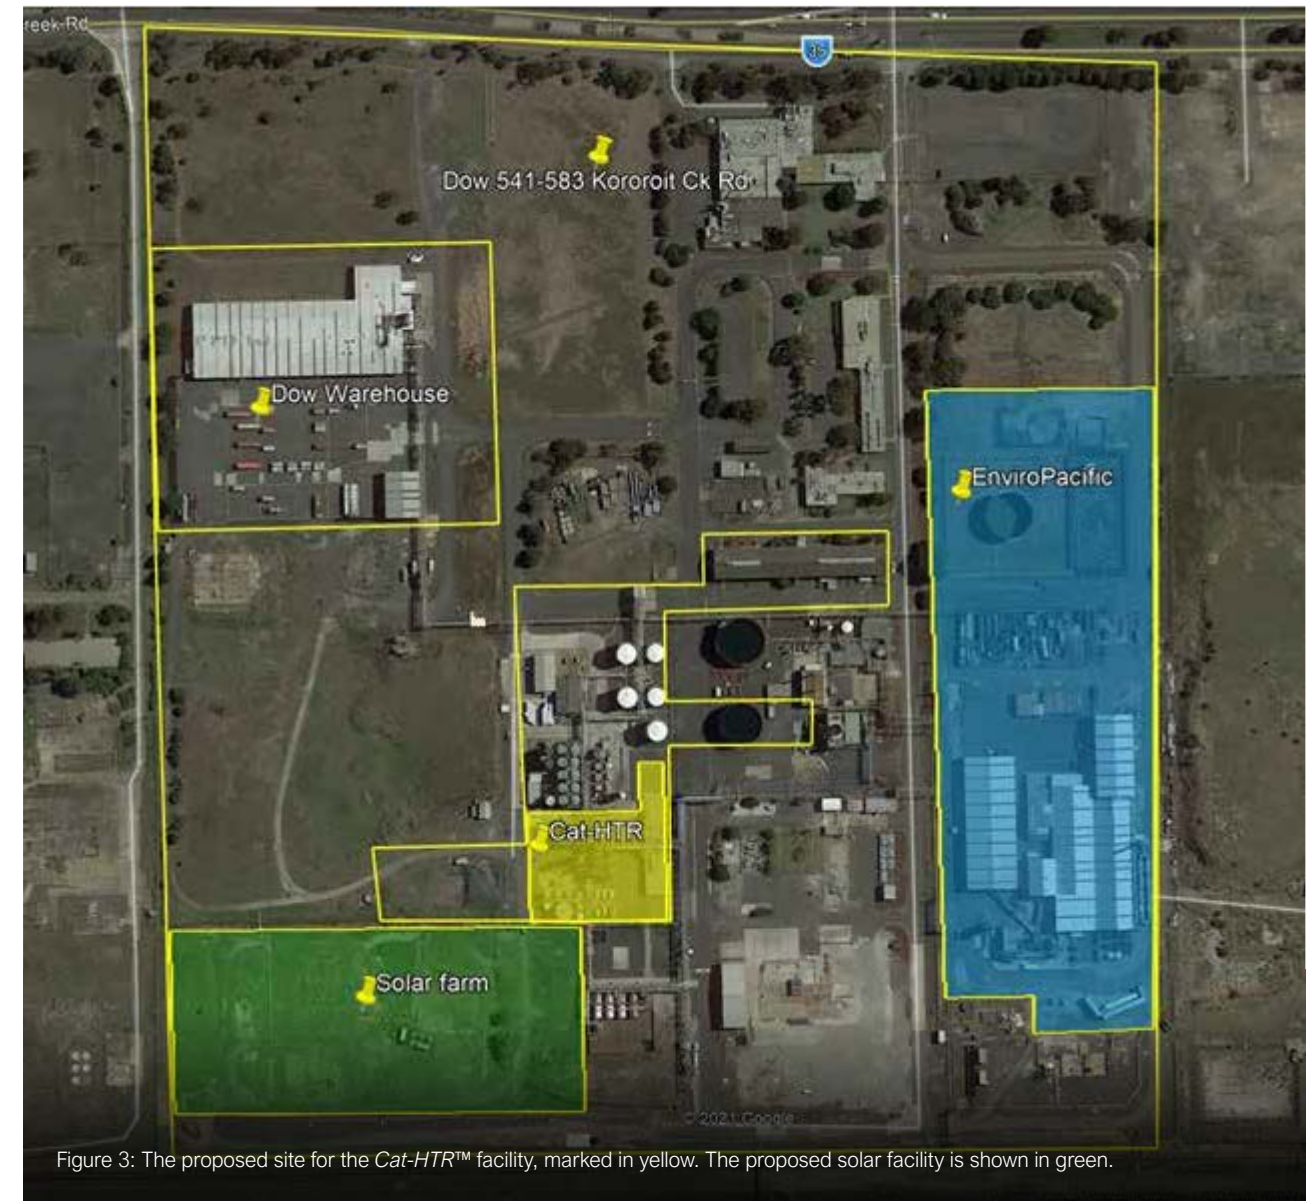 reek-Rd
35
Dow 541-583 Kororoit Ck Rd
Dow Warehouse
EnviroPacific
Cat-HTR
Solar farm
© 2021 Google
Figure 3: The proposed site for the Cat-HTR™ facility, marked in yellow. The proposed solar facility is shown in green.